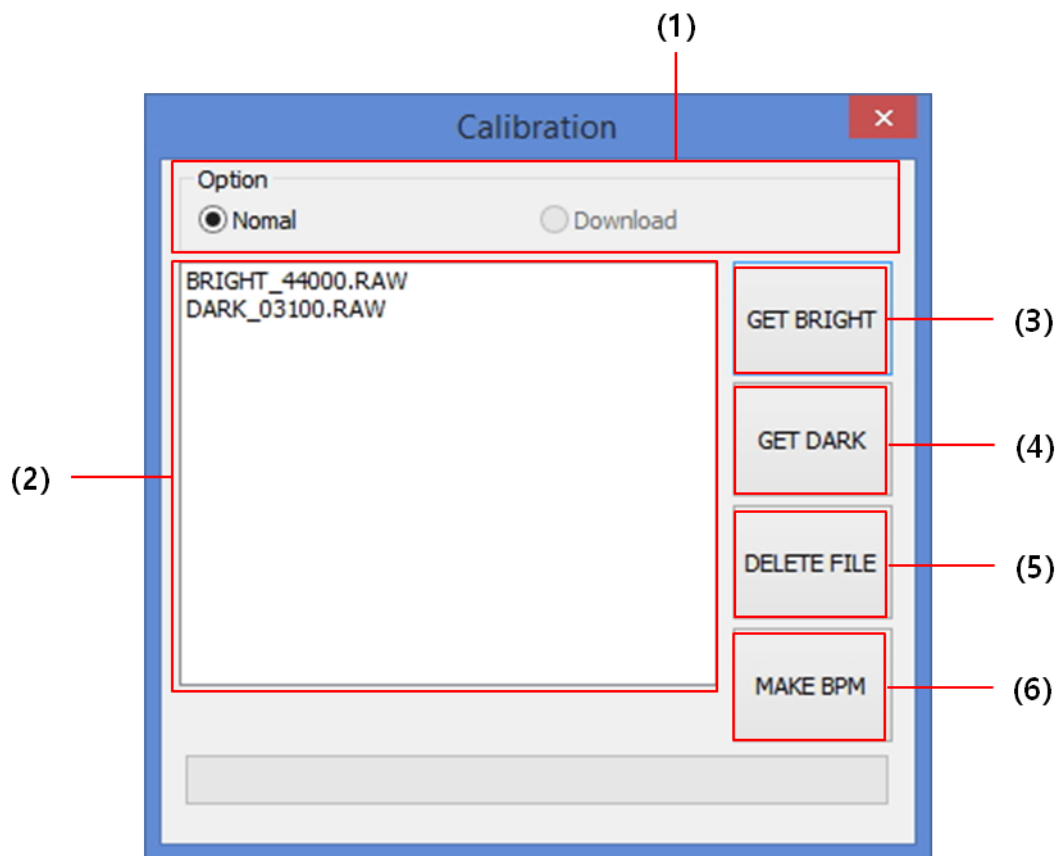 (1)
Calibration
Option
Nomal
Download
BRIGHT_44000.RAW
DARK_03100.RAW
GET BRIGHT
(3)
GET DARK
(4)
(2)
DELETE FILE
(5)
MAKE BPM
(6)